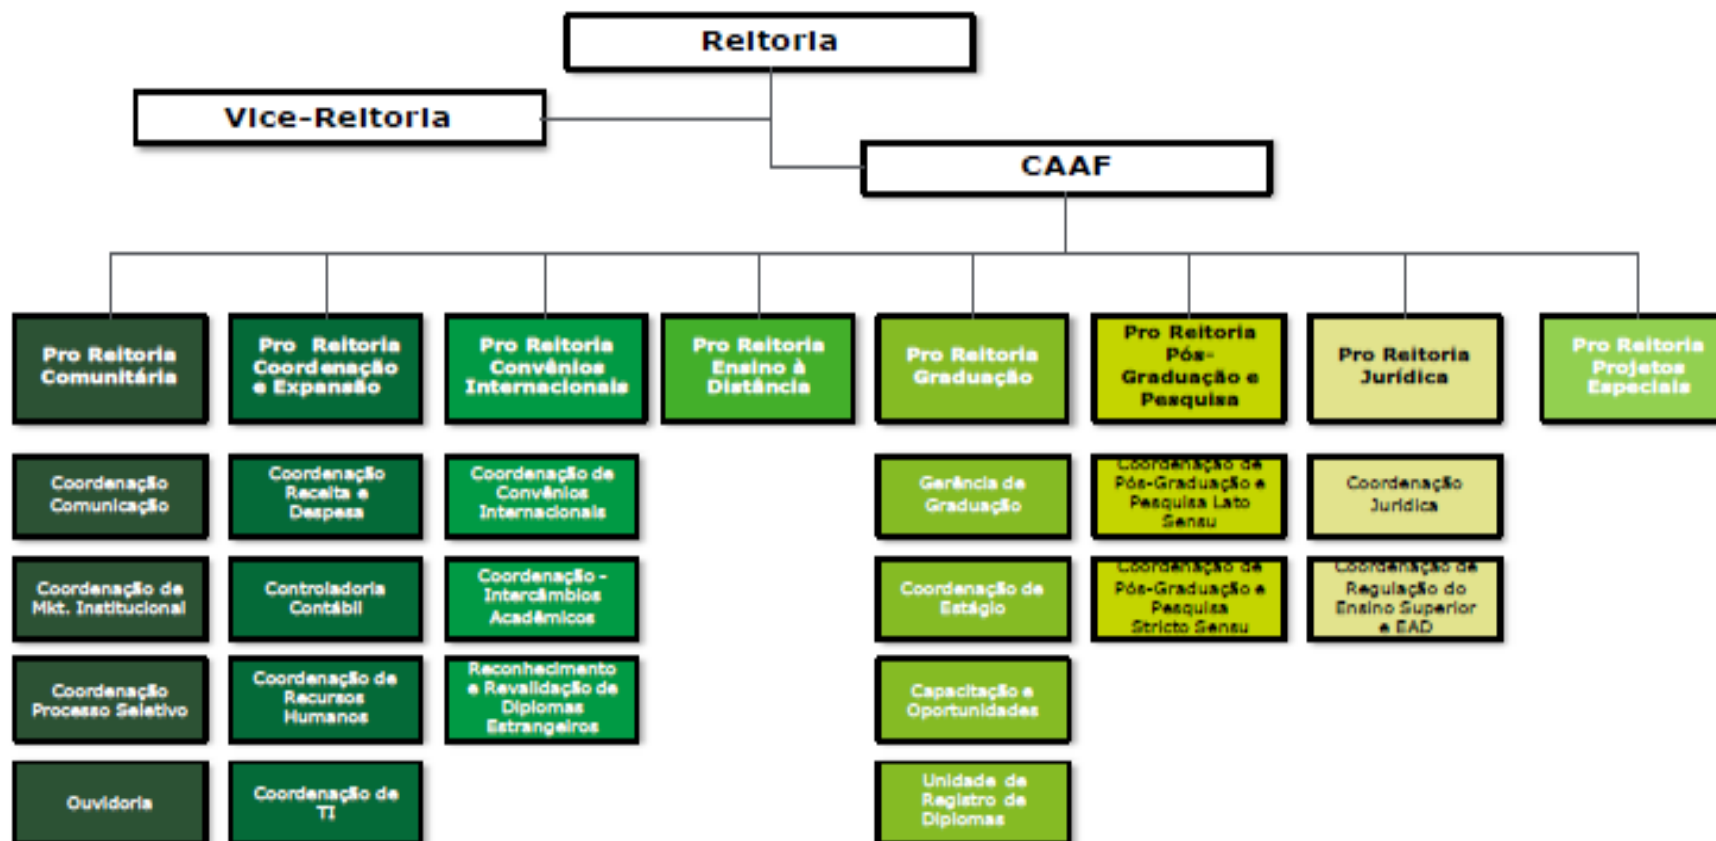 Reitoria
Vice-Reitoria
CAAF
Pro Reitoria
Comunitária
Pro Reitoria
Coordenação
e Expansão
Pro Reitoria
Convênios
Internacionais
Pro Reitoria
Ensino à
Distância
Pro Reitoria
Graduação
Pro Reitoria
Pós-
Graduação e
Pesquisa
Pro Reitoria
Jurídica
Pro Reitoria
Projetos
Especiais
Coordenação
Comunicação
Coordenação
Receita e
Despesa
Coordenação de
Convênios
Internacionais
Gerência de
Graduação
Coordenação de
Pós-Graduação e
Pesquisa Lato
Sensu
Coordenação
Jurídica
Coordenação de
Mkt. Institucional
Controladoria
Contábil
Coordenação -
Intercâmbios
Acadêmicos
Coordenação de
Estágio
Coordenação de
Pós-Graduação e
Pesquisa
Stricto Sensu
Coordenação de
Regulação do
Ensino Superior
e EAD
Coordenação
Processo Seletivo
Coordenação de
Recursos
Humanos
Reconhecimento
e Revalidação de
Diplomas
Estrangeiros
Capacitação e
Oportunidades
Ouvidoria
Coordenação de
TI
Unidade de
Registro de
Diplomas